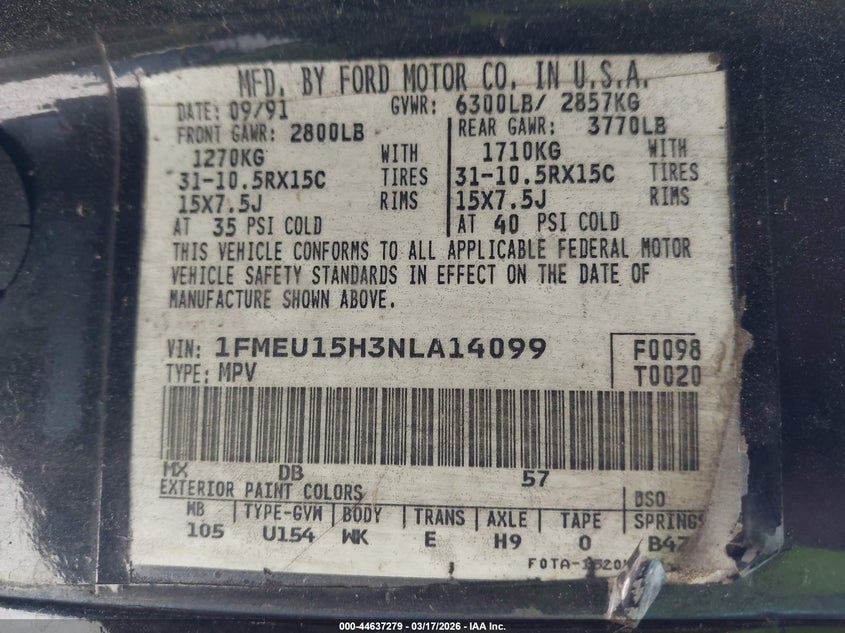 MFD. BY FORD MOTOR CO. IN U.S.A.
DATE: 09/91 GVWR: 6300LB/ 2857KG
FRONT GAWR: 2800LB REAR GAWR: 3770LB
1270KG WITH 1710KG WITH
31-10.5RX15C TIRES 31-10.5RX15C TIRES
15X7.5J RIMS 15X7.5J RIMS
AT 35 PSI COLD AT 40 PSI COLD
THIS VEHICLE CONFORMS TO ALL APPLICABLE FEDERAL MOTOR
VEHICLE SAFETY STANDARDS IN EFFECT ON THE DATE OF
MANUFACTURE SHOWN ABOVE.
VIN: 1FMEU15H3NLA14099 F0098
TYPE: MPV T0020
MX DB 57
EXTERIOR PAINT COLORS BSO
WB TYPE-GVW BODY TRANS AXLE TAPE SPRINGS
105 U154 WK E H9 0 B47
000-44637279 - 03/17/2026 - IAA Inc.